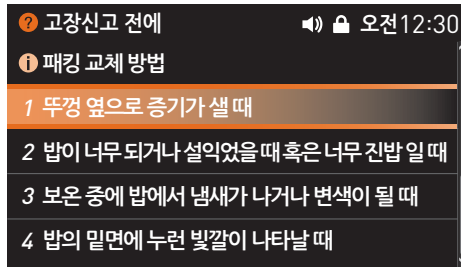 ? 고장신고 전에 오전 12:30
i 패킹 교체 방법
1 뚜껑 옆으로 증기가 샐 때
2 밥이 너무 되거나 설익었을 때 혹은 너무 진밥 일 때
3 보온 중에 밥에서 냄새가 나거나 변색이 될 때
4 밥의 밑면에 누런 빛깔이 나타날 때